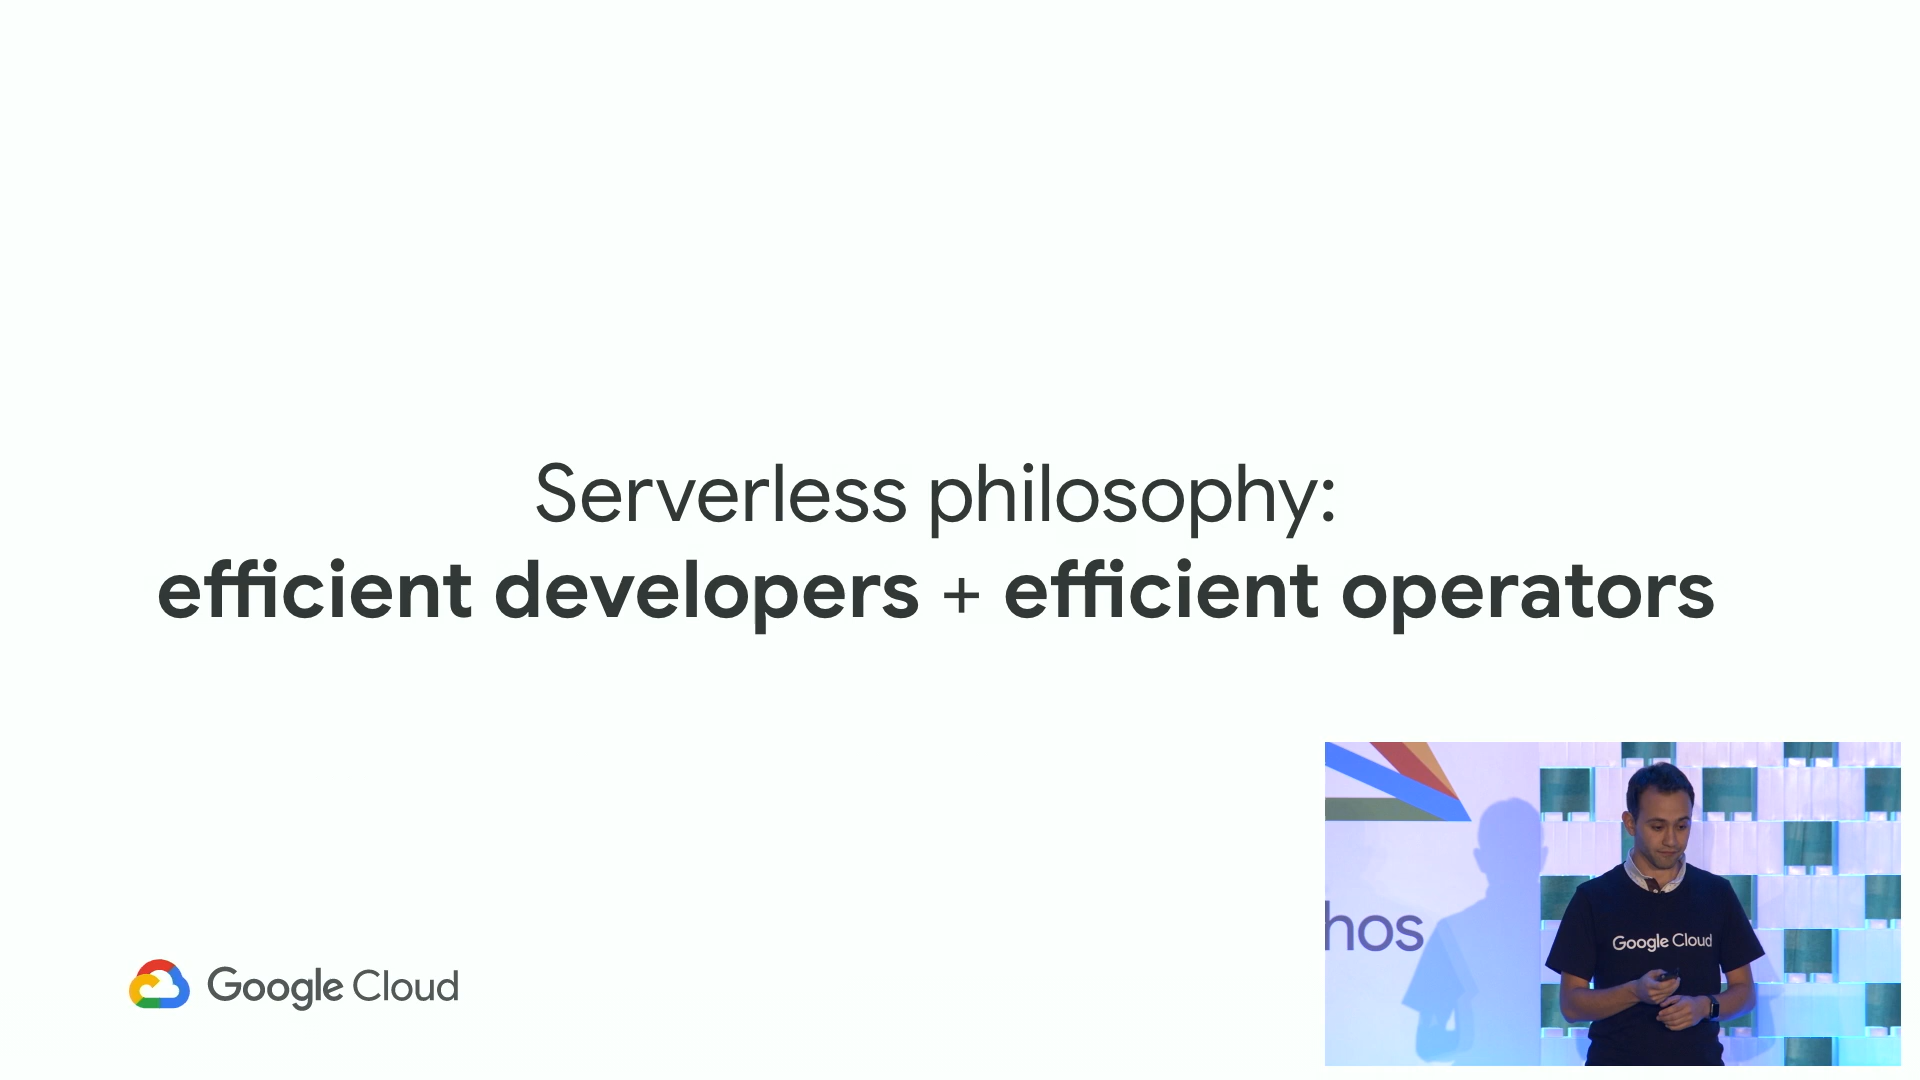 Serverless philosophy:
efficient developers + efficient operators
Google Cloud
hos
Google Cloud